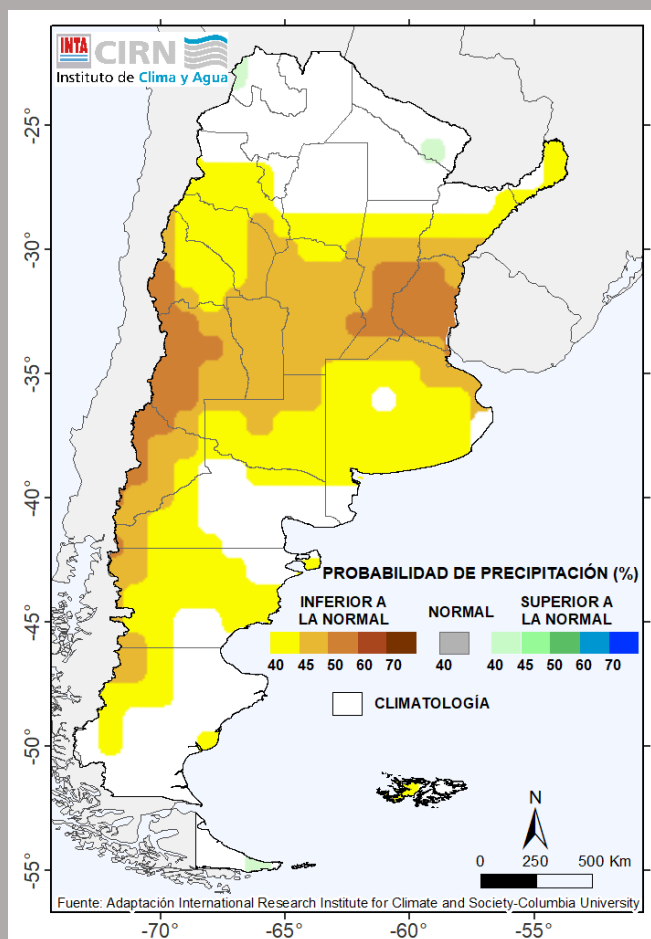 INTA CIRN
Instituto de Clima y Agua
-25°
-30°
-35°
-40°
-45°
-50°
-55°
PROBABILIDAD DE PRECIPITACIÓN (%)
INFERIOR A
LA NORMAL
NORMAL
SUPERIOR A
LA NORMAL
40 45 50 60 70
40
40 45 50 60 70
CLIMATOLOGÍA
N
0 250 500 Km
Fuente: Adaptación International Research Institute for Climate and Society-Columbia University
-70° -65° -60° -55°